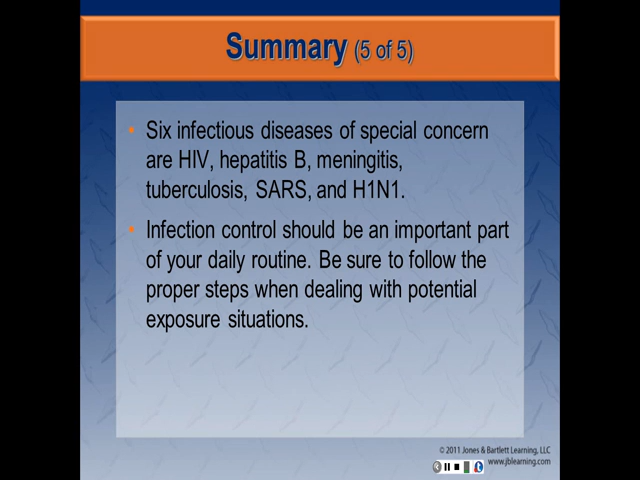 Summary (5 of 5)
• Six infectious diseases of special concern
are HIV, hepatitis B, meningitis,
tuberculosis, SARS, and H1N1.
• Infection control should be an important part
of your daily routine. Be sure to follow the
proper steps when dealing with potential
exposure situations.
© 2011 Jones & Bartlett Learning, LLC
www.jblearning.com